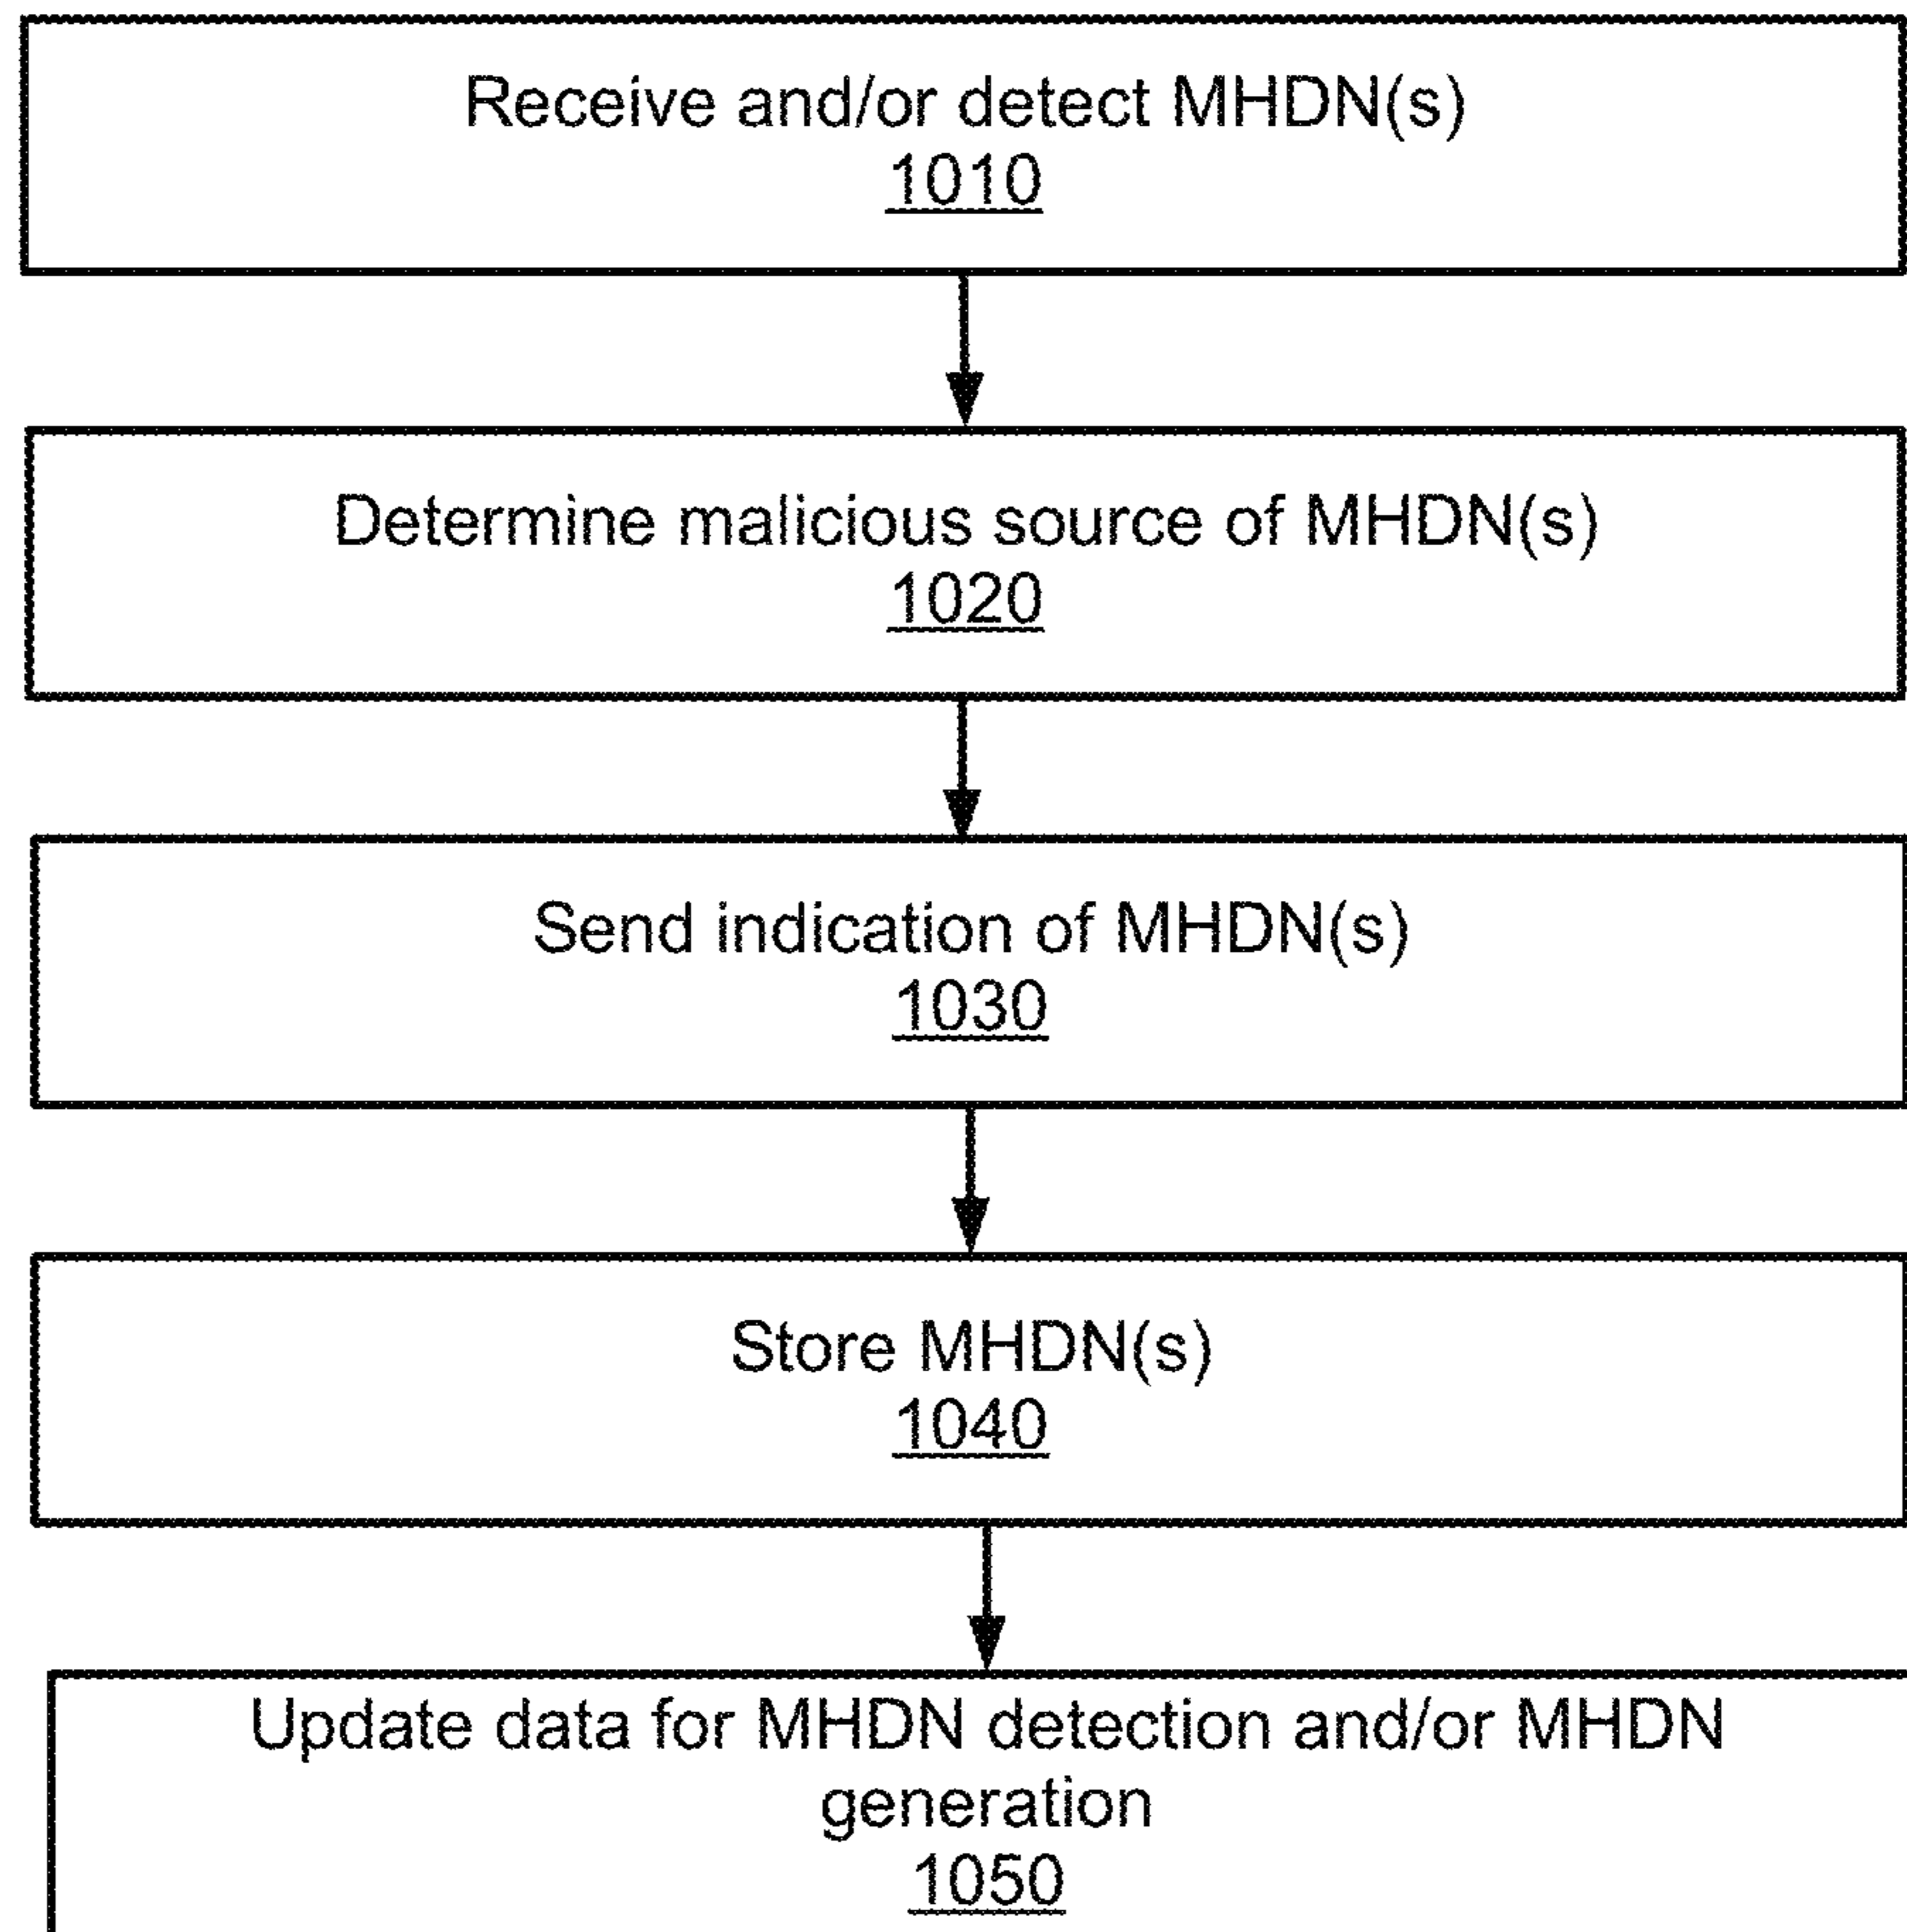 Receive and/or detect MHDN(s)
1010
Determine malicious source of MHDN(s)
1020
Send indication of MHDN(s)
1030
Store MHDN(s)
1040
Update data for MHDN detection and/or MHDN
generation
1050